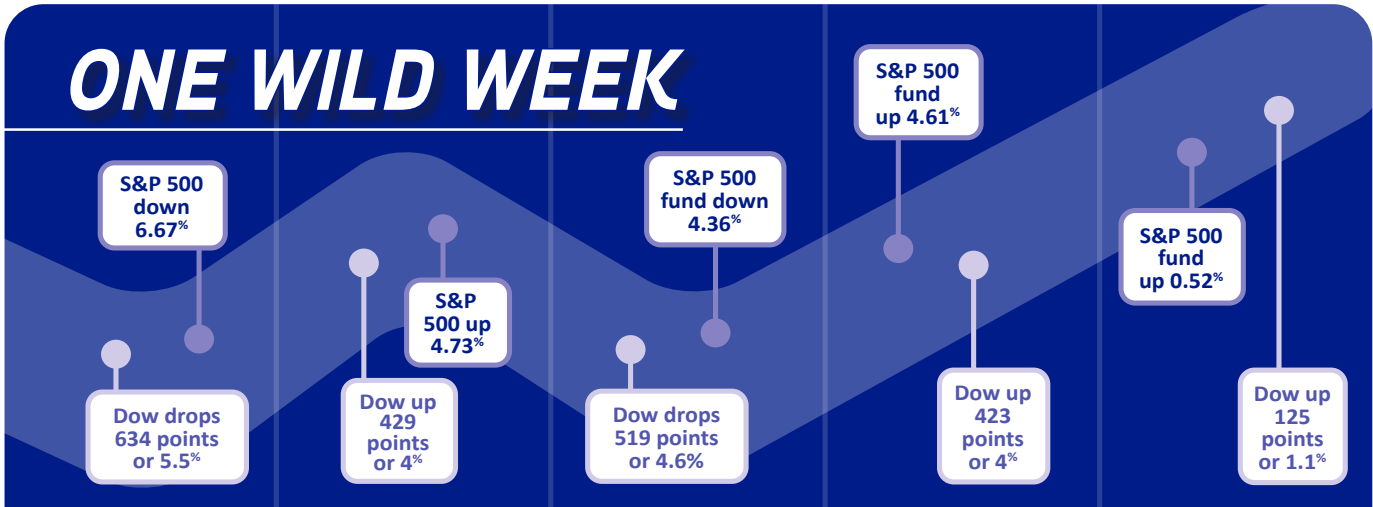 ONE WILD WEEK
S&P 500
down
6.67%
Dow drops
634 points
or 5.5%
Dow up
429
points
or 4%
S&P
500 up
4.73%
S&P 500
fund down
4.36%
Dow drops
519 points
or 4.6%
S&P 500
fund
up 4.61%
Dow up
423
points
or 4%
S&P 500
fund
up 0.52%
Dow up
125
points
or 1.1%